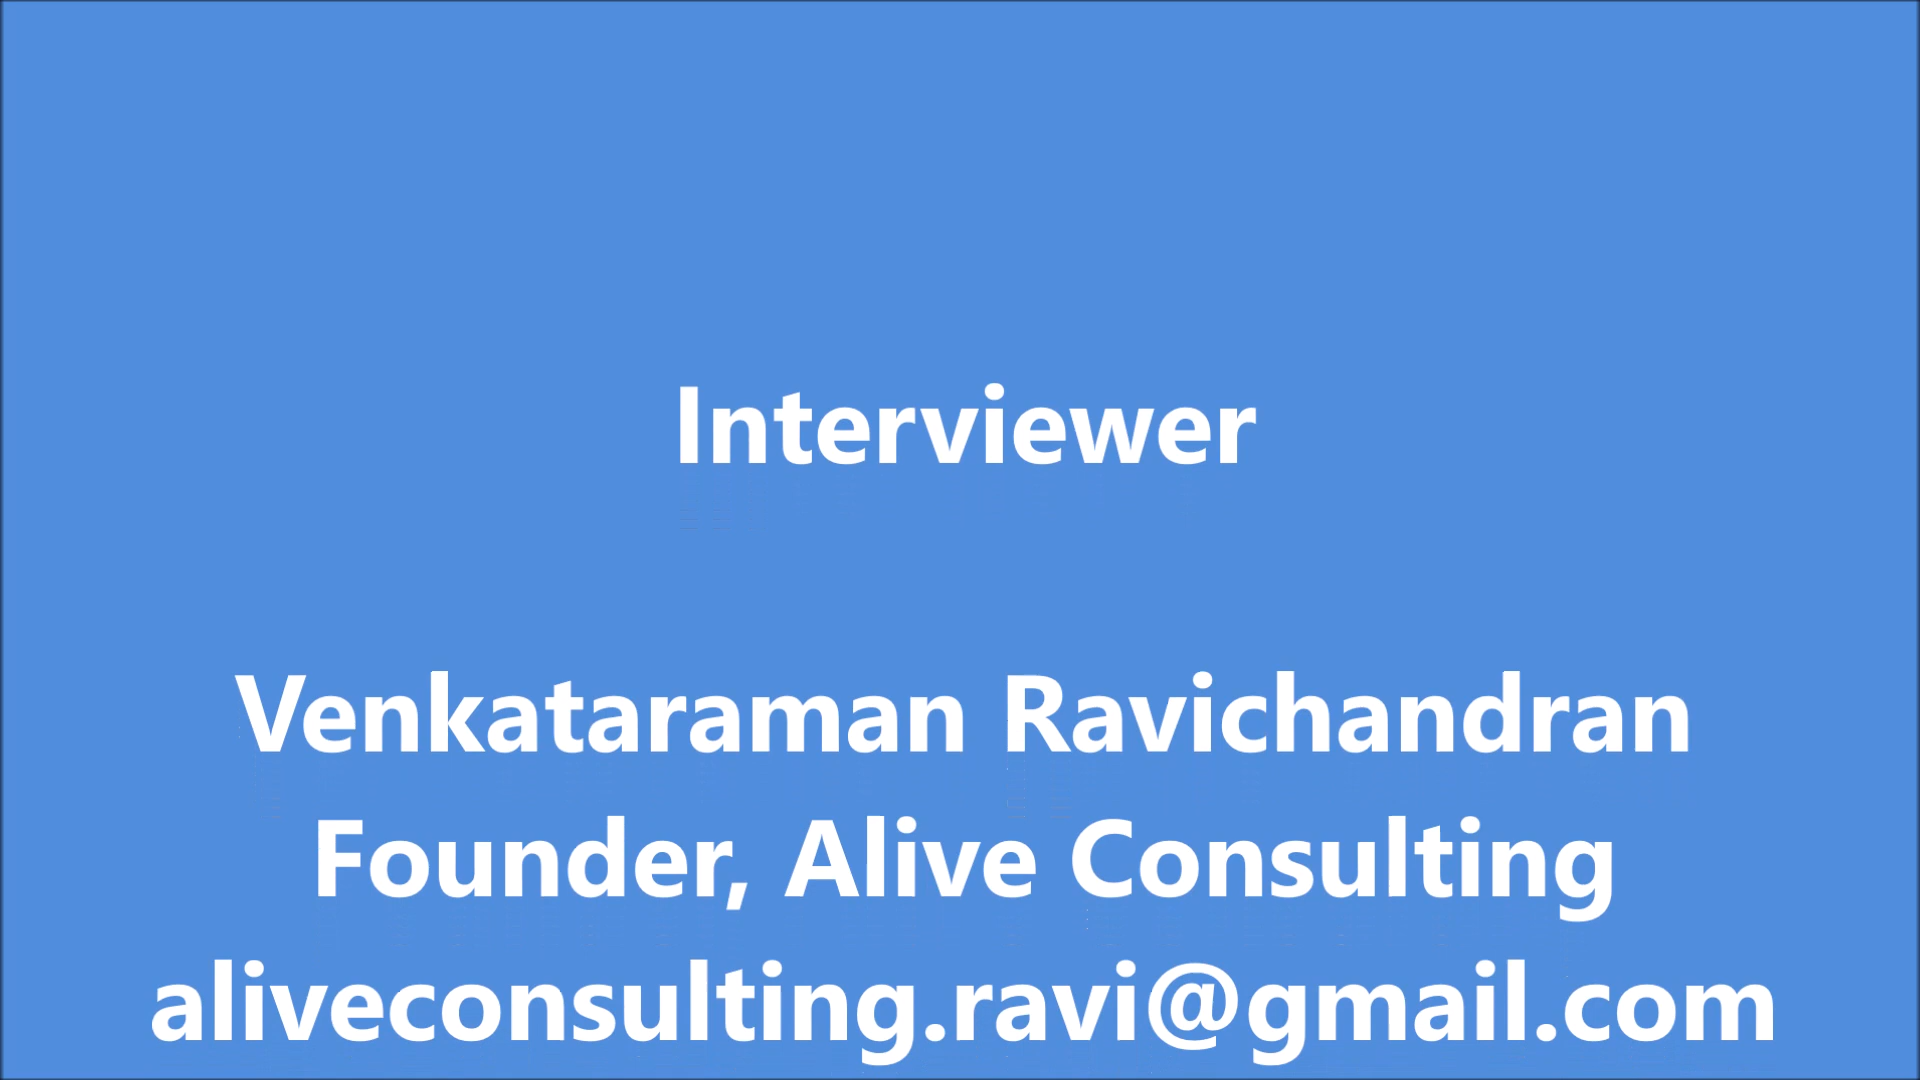 Interviewer
Venkataraman Ravichandran
Founder, Alive Consulting
aliveconsulting.ravi@gmail.com